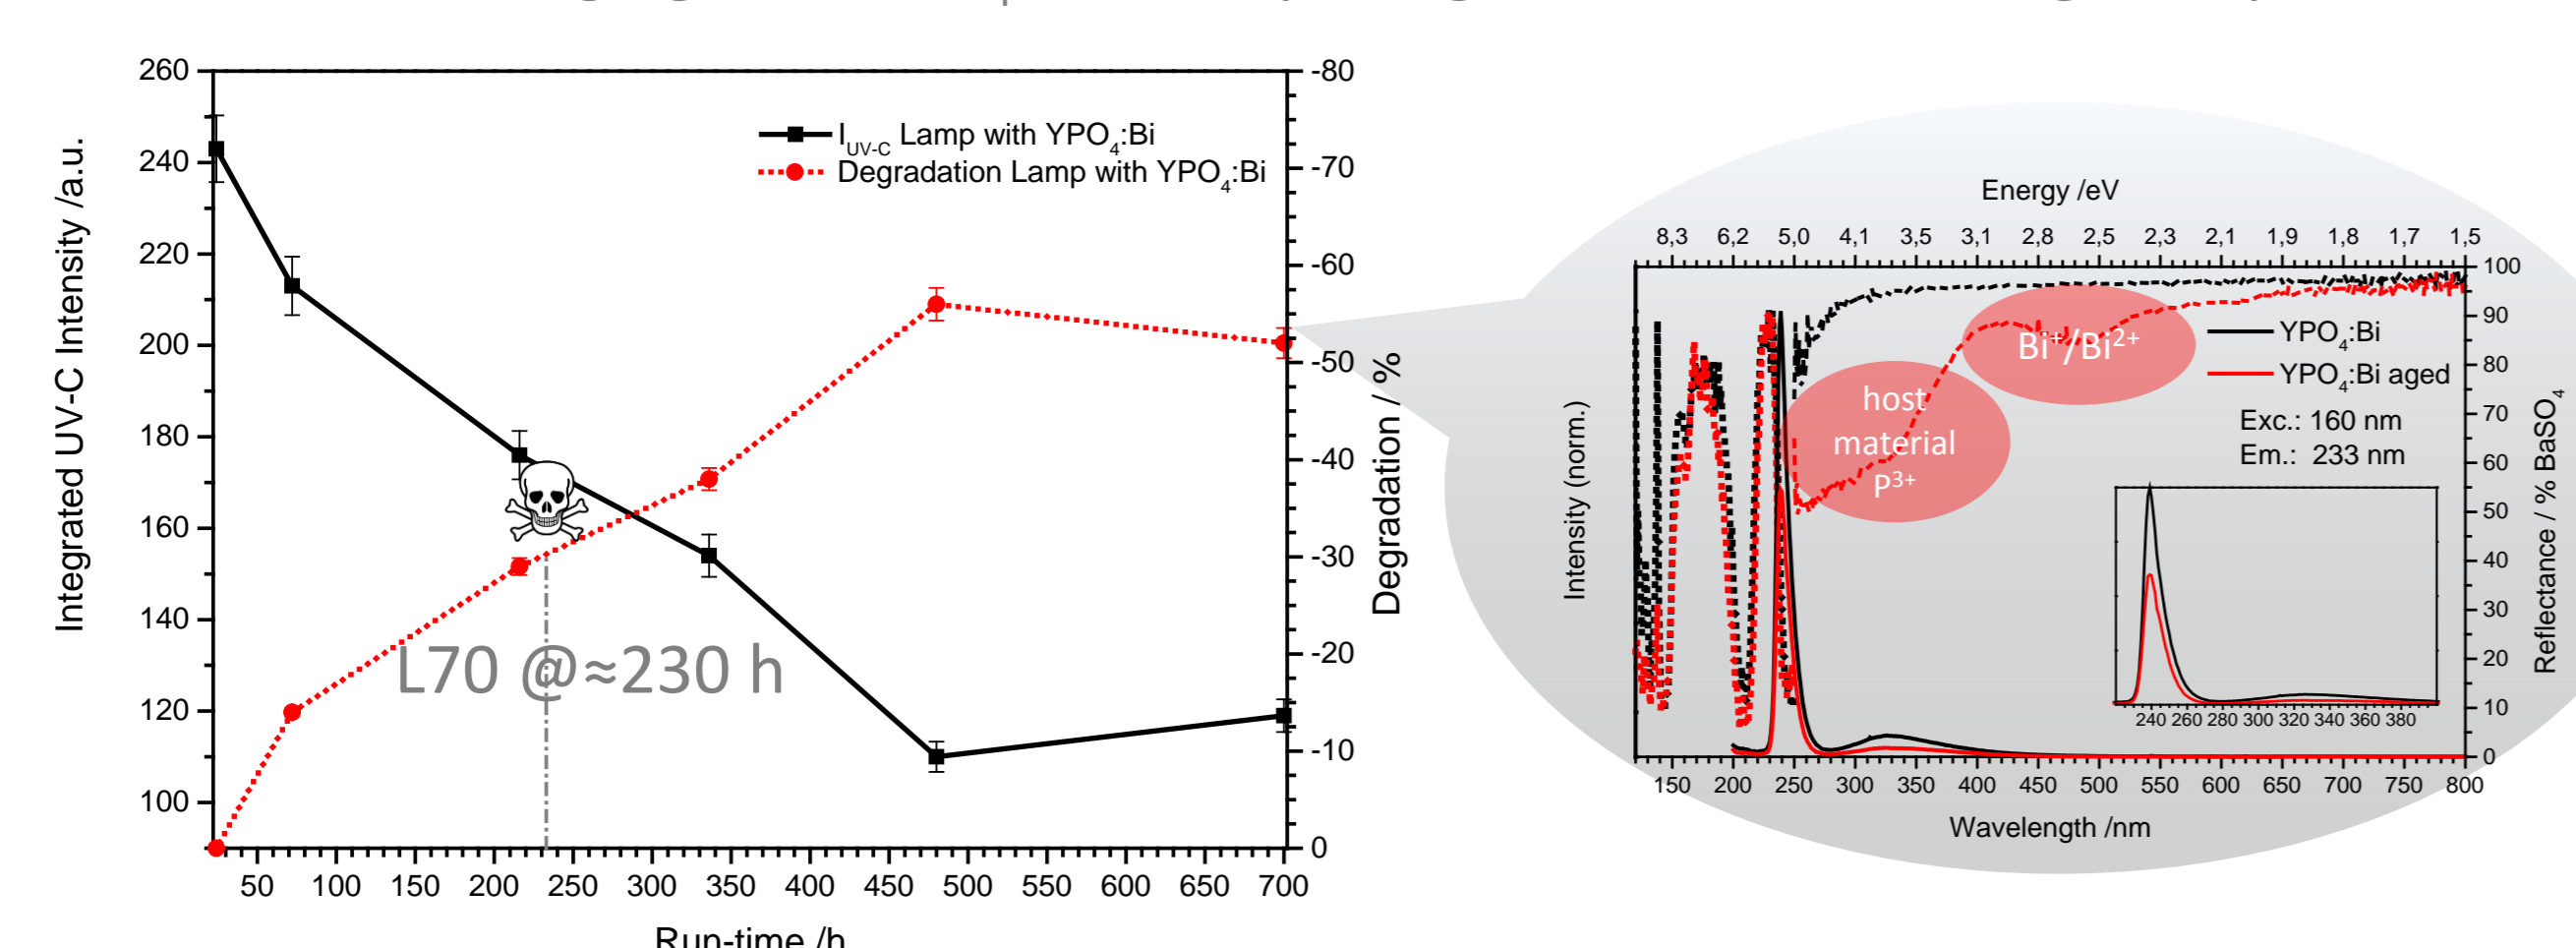 260
240
220
200
180
160
140
120
100
Integrated UV-C Intensity /a.u.
-80
-70
-60
-50
-40
-30
-20
-10
0
Degradation / %
I_UV-C Lamp with YPO₄:Bi
Degradation Lamp with YPO₄:Bi
L70 @≈230 h
50 100 150 200 250 300 350 400 450 500 550 600 650 700
Run-time /h
Energy /eV
8,3 6,2 5,0 4,1 3,5 3,1 2,8 2,5 2,3 2,1 1,9 1,8 1,7 1,5
Intensity (norm.)
100
90
80
70
60
50
40
30
20
10
0
Reflectance / % BaSO₄
Bi⁺/Bi²⁺
host
material
P³⁺
YPO₄:Bi
YPO₄:Bi aged
Exc.: 160 nm
Em.: 233 nm
240 260 280 300 320 340 360 380
150 200 250 300 350 400 450 500 550 600 650 700 750 800
Wavelength /nm